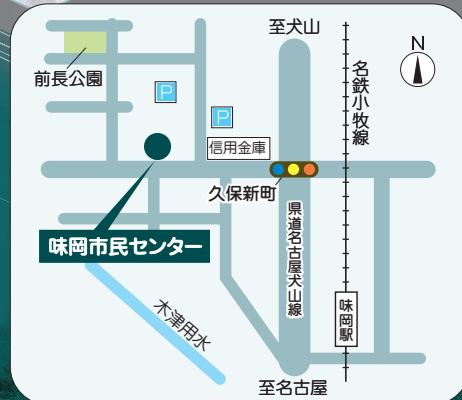 至犬山
N
前長公園
名鉄小牧線
P
P
信用金庫
久保新町
県道名古屋犬山線
味岡市民センター
味岡駅
木津用水
至名古屋